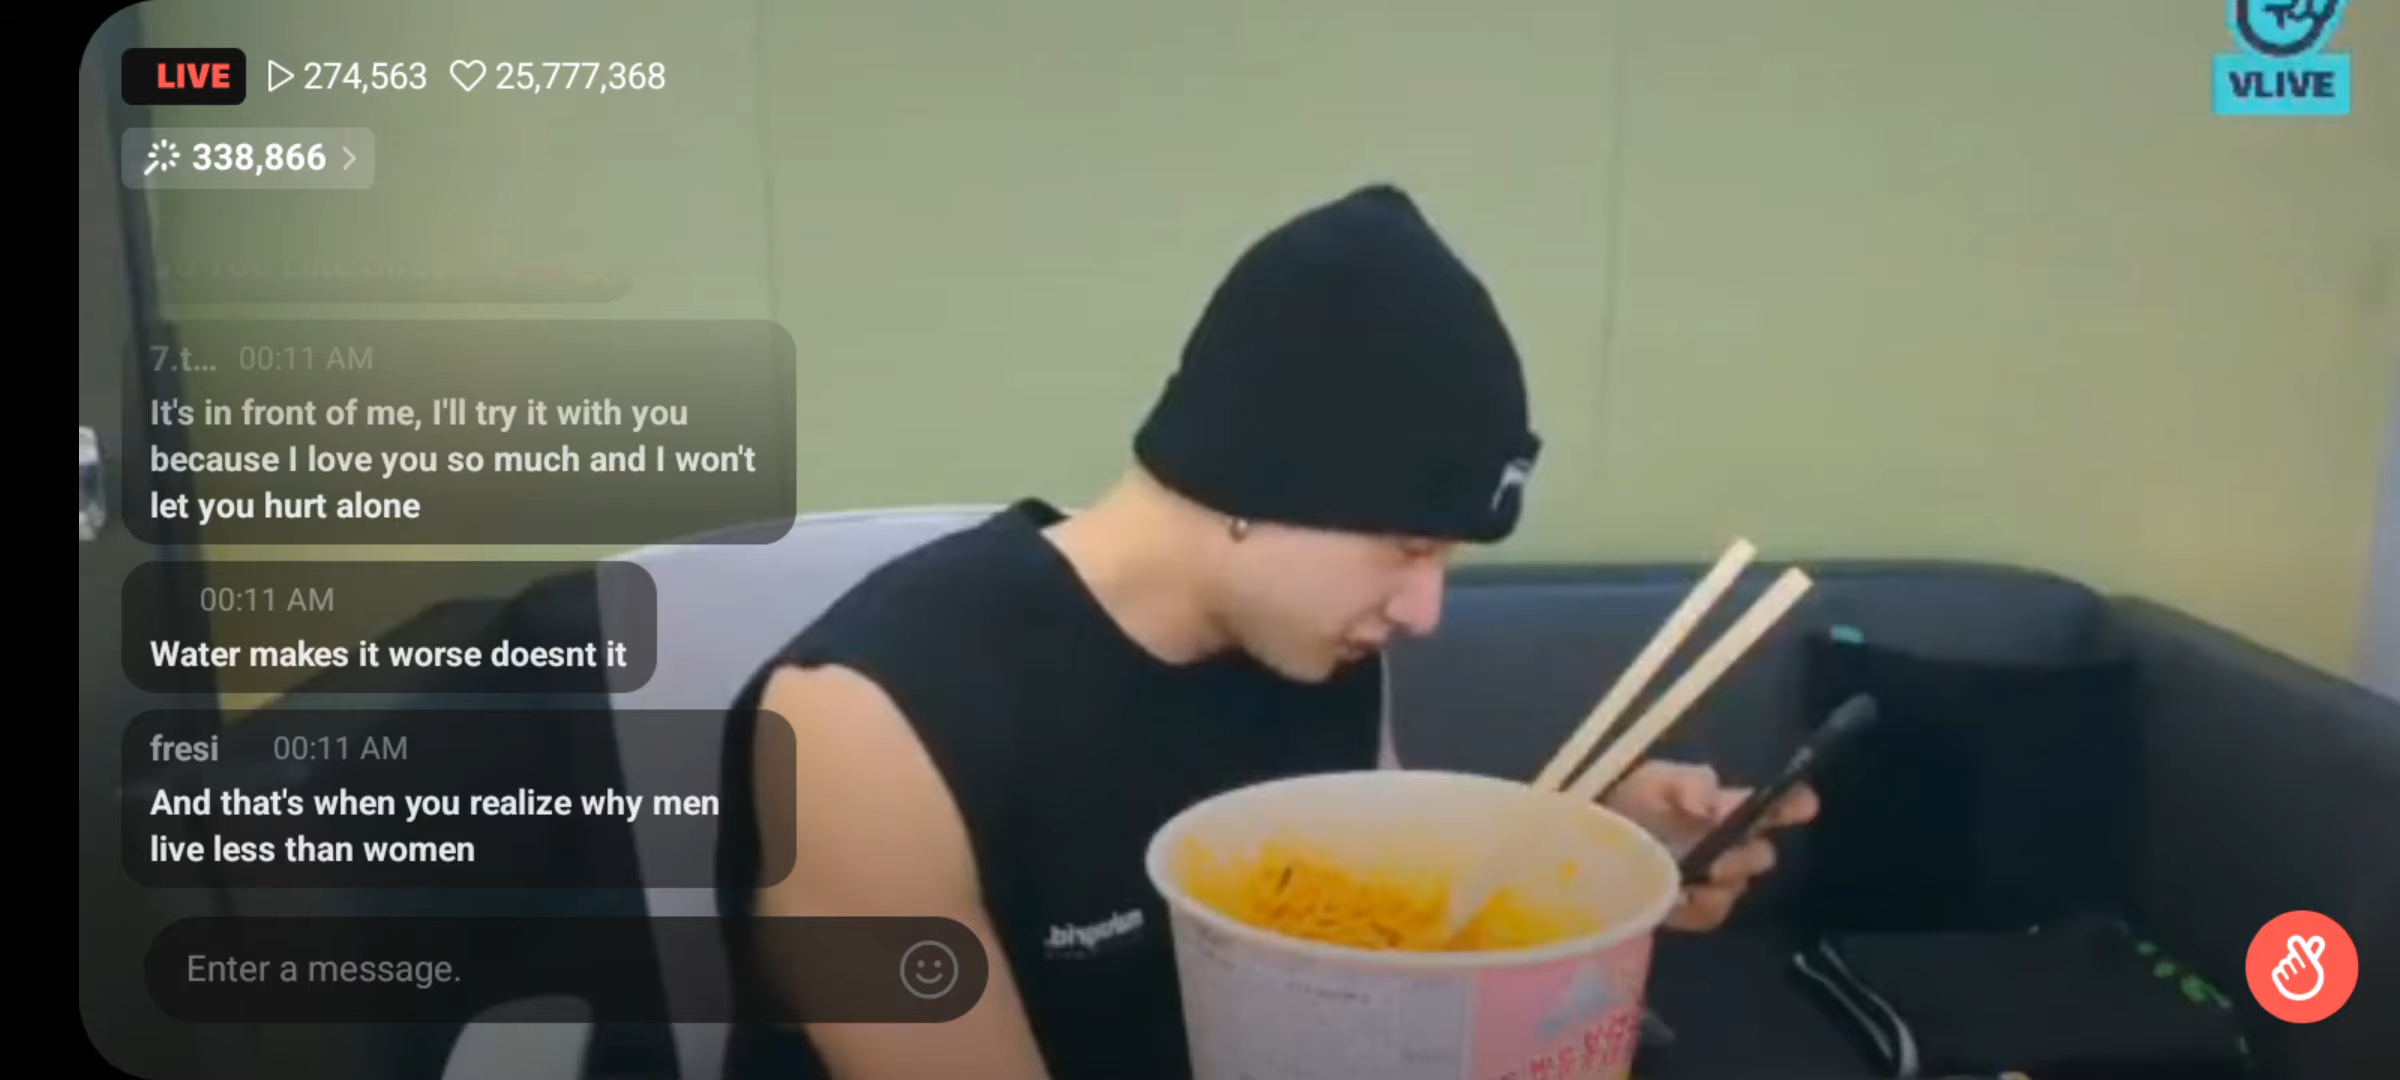 LIVE 274,563 25,777,368
VLIVE
338,866
7.t... 00:11 AM
It's in front of me, I'll try it with you
because I love you so much and I won't
let you hurt alone
00:11 AM
Water makes it worse doesnt it
fresi 00:11 AM
And that's when you realize why men
live less than women
Enter a message.